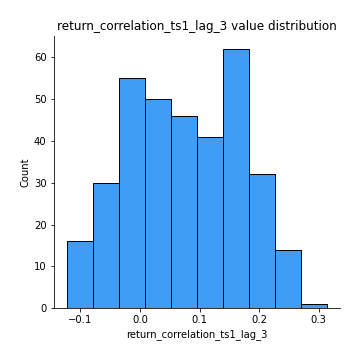 return_correlation_ts1_lag_3 value distribution
Count
60
50
40
30
20
10
0
−0.1 0.0 0.1 0.2 0.3
return_correlation_ts1_lag_3